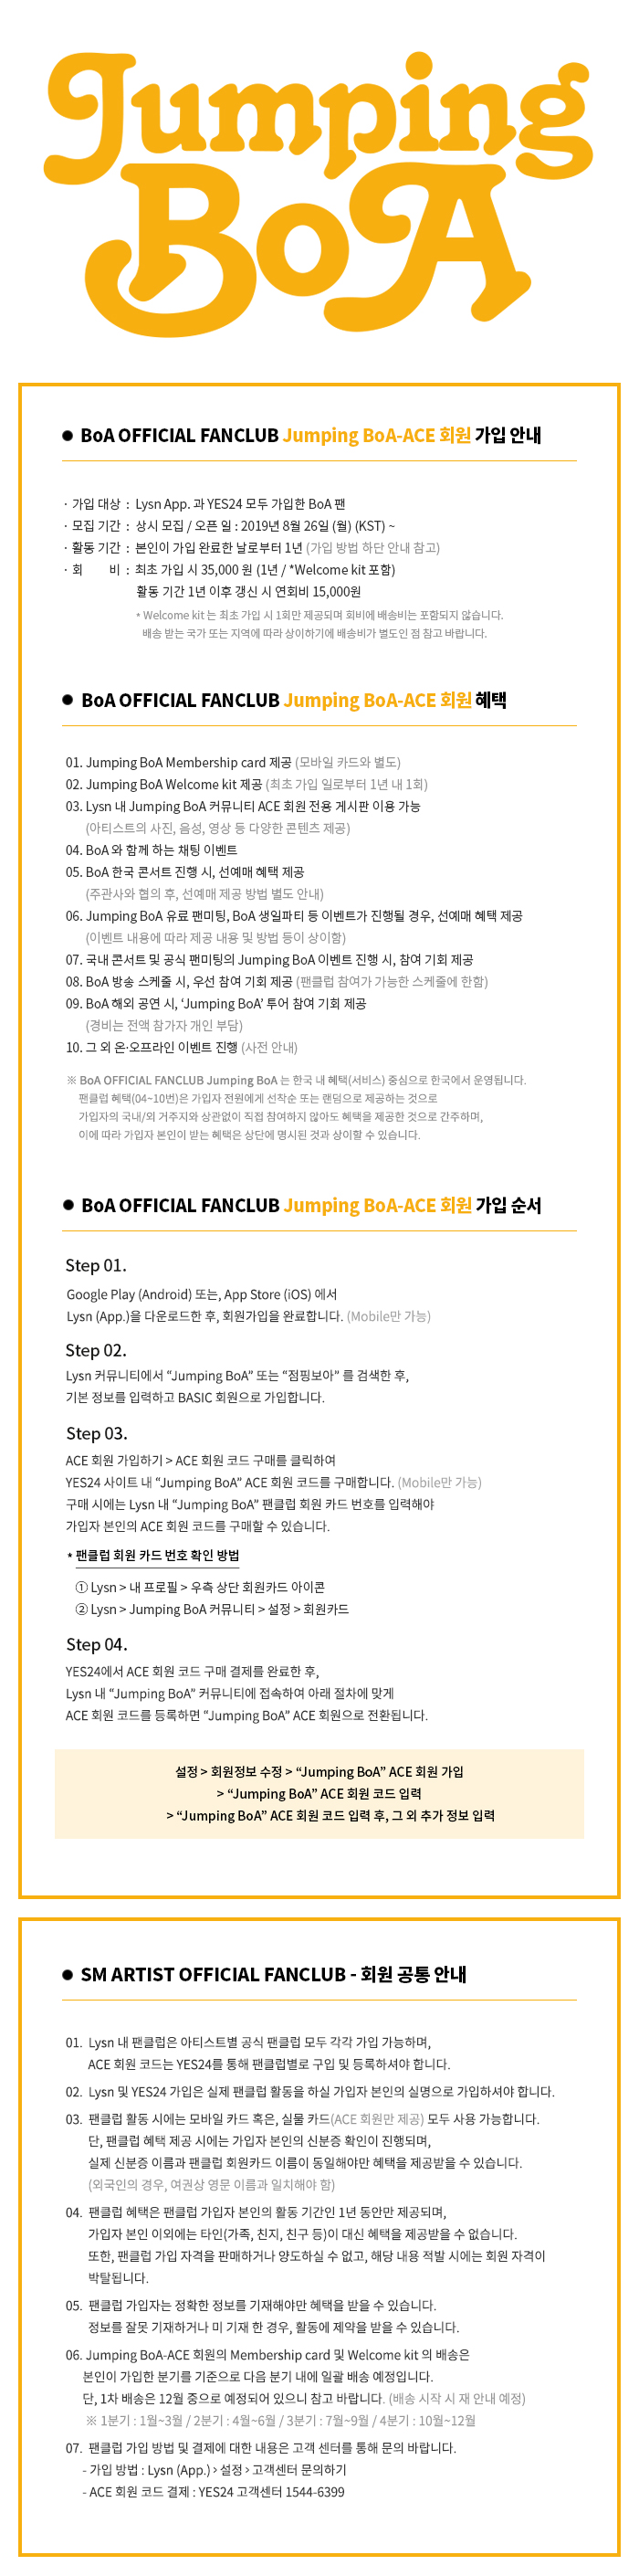 Jumping
BoA
● BoA OFFICIAL FANCLUB Jumping BoA-ACE 회원 가입 안내
· 가입 대상 : Lysn App. 과 YES24 모두 가입한 BoA 팬
· 모집 기간 : 상시 모집 / 오픈 일 : 2019년 8월 26일 (월) (KST) ~
· 활동 기간 : 본인이 가입 완료한 날로부터 1년 (가입 방법 하단 안내 참고)
· 회 비 : 최초 가입 시 35,000 원 (1년 / *Welcome kit 포함)
활동 기간 1년 이후 갱신 시 연회비 15,000원
* Welcome kit 는 최초 가입 시 1회만 제공되며 회비에 배송비는 포함되지 않습니다.
배송 받는 국가 또는 지역에 따라 상이하기에 배송비가 별도인 점 참고 바랍니다.
● BoA OFFICIAL FANCLUB Jumping BoA-ACE 회원 혜택
01. Jumping BoA Membership card 제공 (모바일 카드와 별도)
02. Jumping BoA Welcome kit 제공 (최초 가입 일로부터 1년 내 1회)
03. Lysn 내 Jumping BoA 커뮤니티 ACE 회원 전용 게시판 이용 가능
(아티스트의 사진, 음성, 영상 등 다양한 콘텐츠 제공)
04. BoA 와 함께 하는 채팅 이벤트
05. BoA 한국 콘서트 진행 시, 선예매 혜택 제공
(주관사와 협의 후, 선예매 제공 방법 별도 안내)
06. Jumping BoA 유료 팬미팅, BoA 생일파티 등 이벤트가 진행될 경우, 선예매 혜택 제공
(이벤트 내용에 따라 제공 내용 및 방법 등이 상이함)
07. 국내 콘서트 및 공식 팬미팅의 Jumping BoA 이벤트 진행 시, 참여 기회 제공
08. BoA 방송 스케줄 시, 우선 참여 기회 제공 (팬클럽 참여가 가능한 스케줄에 한함)
09. BoA 해외 공연 시, ‘Jumping BoA’ 투어 참여 기회 제공
(경비는 전액 참가자 개인 부담)
10. 그 외 온·오프라인 이벤트 진행 (사전 안내)
※ BoA OFFICIAL FANCLUB Jumping BoA 는 한국 내 혜택(서비스) 중심으로 한국에서 운영됩니다.
팬클럽 혜택(04~10번)은 가입자 전원에게 선착순 또는 랜덤으로 제공하는 것으로
가입자의 국내/외 거주지와 상관없이 직접 참여하지 않아도 혜택을 제공한 것으로 간주하며,
이에 따라 가입자 본인이 받는 혜택은 상단에 명시된 것과 상이할 수 있습니다.
● BoA OFFICIAL FANCLUB Jumping BoA-ACE 회원 가입 순서
Step 01.
Google Play (Android) 또는, App Store (iOS) 에서
Lysn (App.)을 다운로드한 후, 회원가입을 완료합니다. (Mobile만 가능)
Step 02.
Lysn 커뮤니티에서 “Jumping BoA” 또는 “점핑보아” 를 검색한 후,
기본 정보를 입력하고 BASIC 회원으로 가입합니다.
Step 03.
ACE 회원 가입하기 > ACE 회원 코드 구매를 클릭하여
YES24 사이트 내 “Jumping BoA” ACE 회원 코드를 구매합니다. (Mobile만 가능)
구매 시에는 Lysn 내 “Jumping BoA” 팬클럽 회원 카드 번호를 입력해야
가입자 본인의 ACE 회원 코드를 구매할 수 있습니다.
* 팬클럽 회원 카드 번호 확인 방법
① Lysn > 내 프로필 > 우측 상단 회원카드 아이콘
② Lysn > Jumping BoA 커뮤니티 > 설정 > 회원카드
Step 04.
YES24에서 ACE 회원 코드 구매 결제를 완료한 후,
Lysn 내 “Jumping BoA” 커뮤니티에 접속하여 아래 절차에 맞게
ACE 회원 코드를 등록하면 “Jumping BoA” ACE 회원으로 전환됩니다.
설정 > 회원정보 수정 > “Jumping BoA” ACE 회원 가입
> “Jumping BoA” ACE 회원 코드 입력
> “Jumping BoA” ACE 회원 코드 입력 후, 그 외 추가 정보 입력
● SM ARTIST OFFICIAL FANCLUB - 회원 공통 안내
01. Lysn 내 팬클럽은 아티스트별 공식 팬클럽 모두 각각 가입 가능하며,
ACE 회원 코드는 YES24를 통해 팬클럽별로 구입 및 등록하셔야 합니다.
02. Lysn 및 YES24 가입은 실제 팬클럽 활동을 하실 가입자 본인의 실명으로 가입하셔야 합니다.
03. 팬클럽 활동 시에는 모바일 카드 혹은, 실물 카드(ACE 회원만 제공) 모두 사용 가능합니다.
단, 팬클럽 혜택 제공 시에는 가입자 본인의 신분증 확인이 진행되며,
실제 신분증 이름과 팬클럽 회원카드 이름이 동일해야만 혜택을 제공받을 수 있습니다.
(외국인의 경우, 여권상 영문 이름과 일치해야 함)
04. 팬클럽 혜택은 팬클럽 가입자 본인의 활동 기간인 1년 동안만 제공되며,
가입자 본인 이외에는 타인(가족, 친지, 친구 등)이 대신 혜택을 제공받을 수 없습니다.
또한, 팬클럽 가입 자격을 판매하거나 양도하실 수 없고, 해당 내용 적발 시에는 회원 자격이
박탈됩니다.
05. 팬클럽 가입자는 정확한 정보를 기재해야만 혜택을 받을 수 있습니다.
정보를 잘못 기재하거나 미 기재 한 경우, 활동에 제약을 받을 수 있습니다.
06. Jumping BoA-ACE 회원의 Membership card 및 Welcome kit 의 배송은
본인이 가입한 분기를 기준으로 다음 분기 내에 일괄 배송 예정입니다.
단, 1차 배송은 12월 중으로 예정되어 있으니 참고 바랍니다. (배송 시작 시 재 안내 예정)
※ 1분기 : 1월~3월 / 2분기 : 4월~6월 / 3분기 : 7월~9월 / 4분기 : 10월~12월
07. 팬클럽 가입 방법 및 결제에 대한 내용은 고객 센터를 통해 문의 바랍니다.
- 가입 방법 : Lysn (App.) > 설정 > 고객센터 문의하기
- ACE 회원 코드 결제 : YES24 고객센터 1544-6399